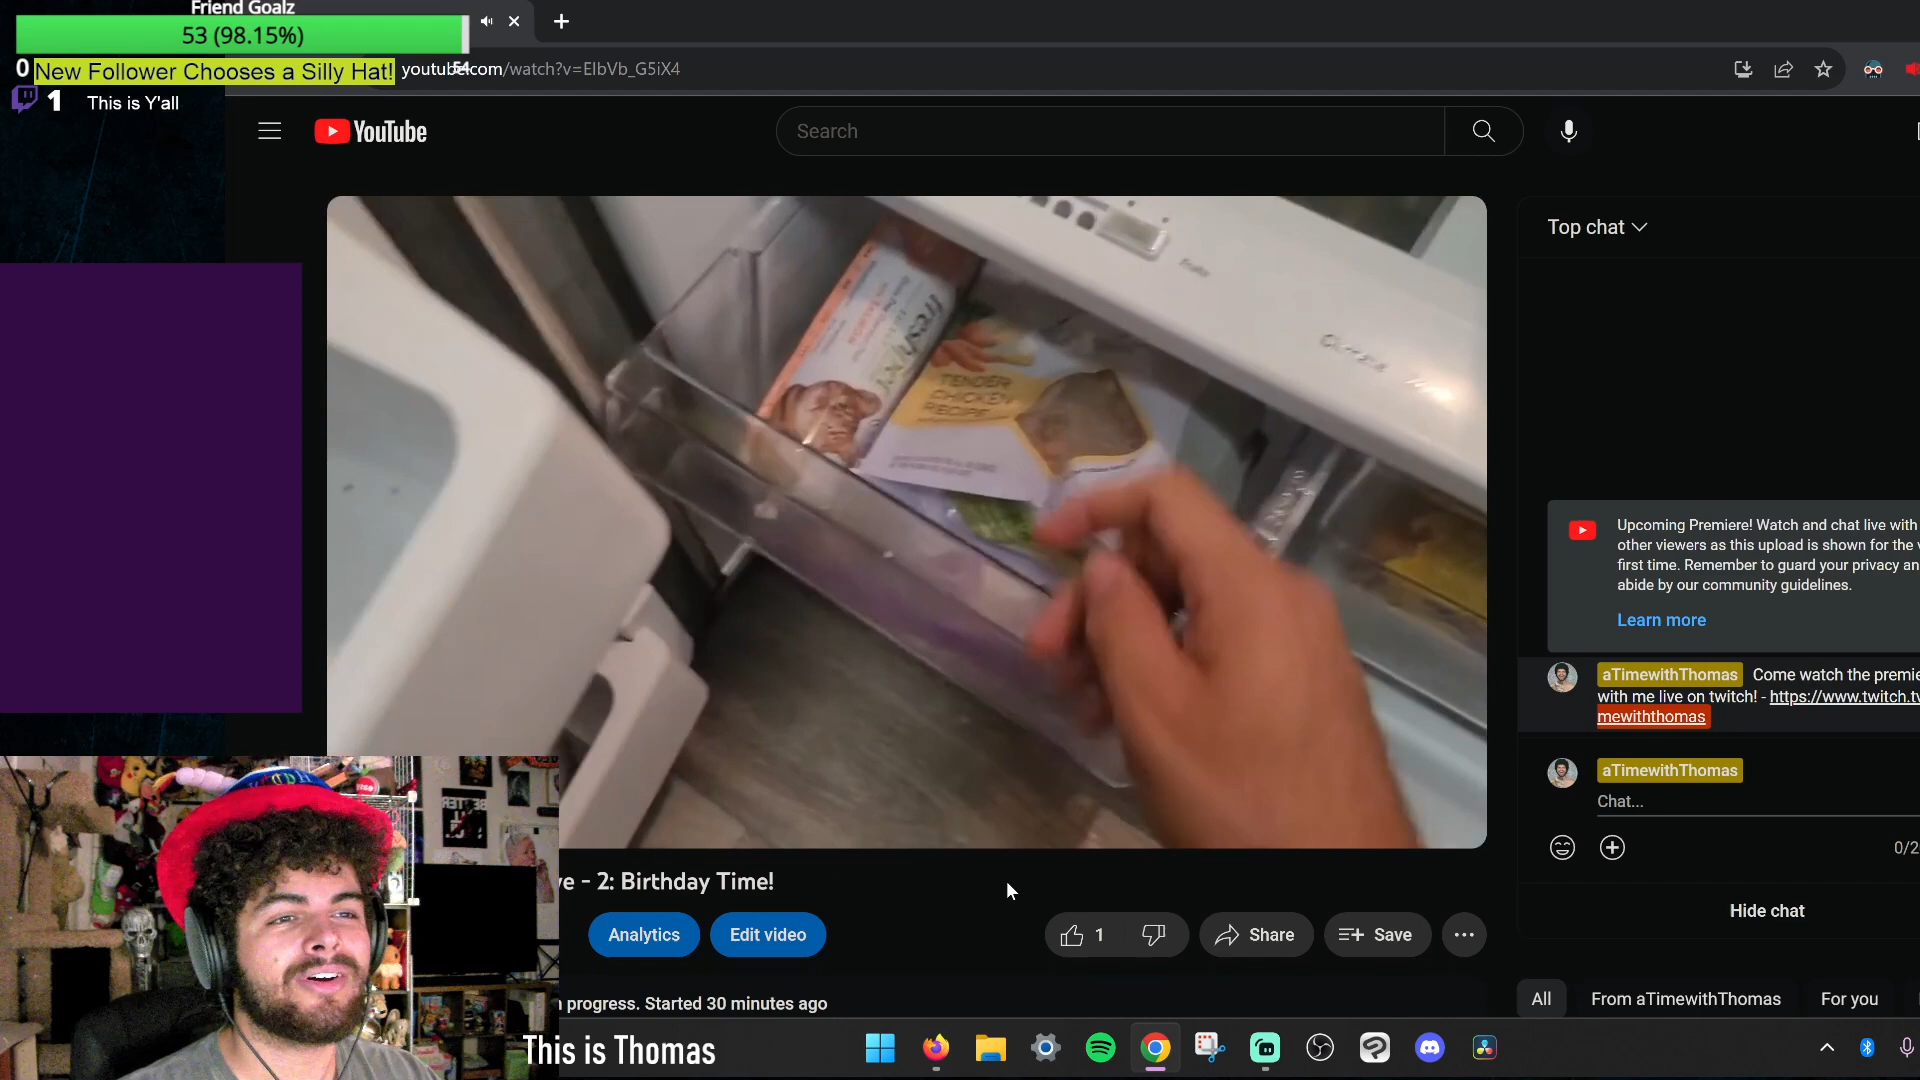 Friend Goalz
53 (98.15%)
0
New Follower Chooses a Silly Hat!
54
youtube.com/watch?v=EIbVb_G5iX4
1
This is Y'all
YouTube
Search
Top chat
fresh
TENDER
CHICKEN
RECIPE
Upcoming Premiere! Watch and chat live with
other viewers as this upload is shown for the
first time. Remember to guard your privacy an
abide by our community guidelines.
Learn more
aTimewithThomas Come watch the premie
with me live on twitch! - https://www.twitch.tv
mewiththomas
aTimewithThomas
Chat...
0/2
Hide chat
ve - 2: Birthday Time!
Analytics
Edit video
1
Share
Save
progress. Started 30 minutes ago
All
From aTimewithThomas
For you
This is Thomas